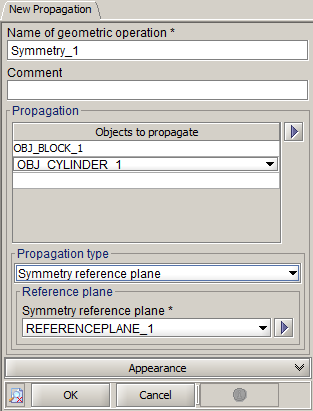 New Propagation
Name of geometric operation *
Symmetry_1
Comment
Propagation
Objects to propagate
OBJ_BLOCK_1
OBJ_CYLINDER_1
Propagation type
Symmetry reference plane
Reference plane
Symmetry reference plane *
REFERENCEPLANE_1
Appearance
OK Cancel